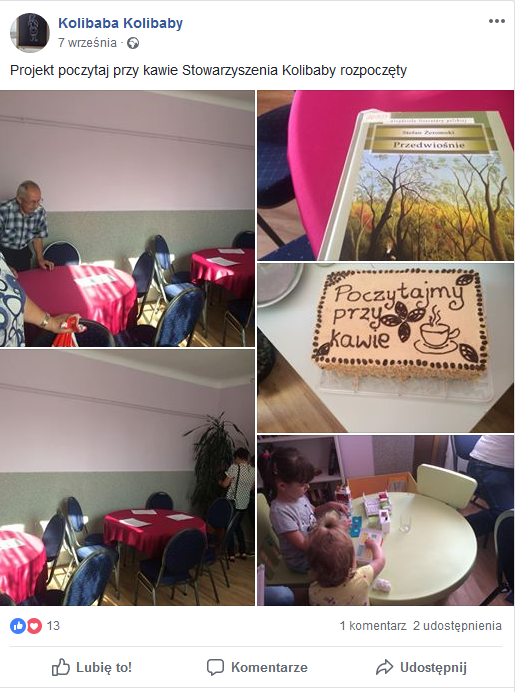 Kolibaba Kolibaby
7 września ·
Projekt poczytaj przy kawie Stowarzyszenia Kolibaby rozpoczęty
Stefan Żeromski
Przedwiośnie
Poczytajmy
przy
kawie
13
1 komentarz 2 udostępnienia
Lubię to!
Komentarze
Udostępnij